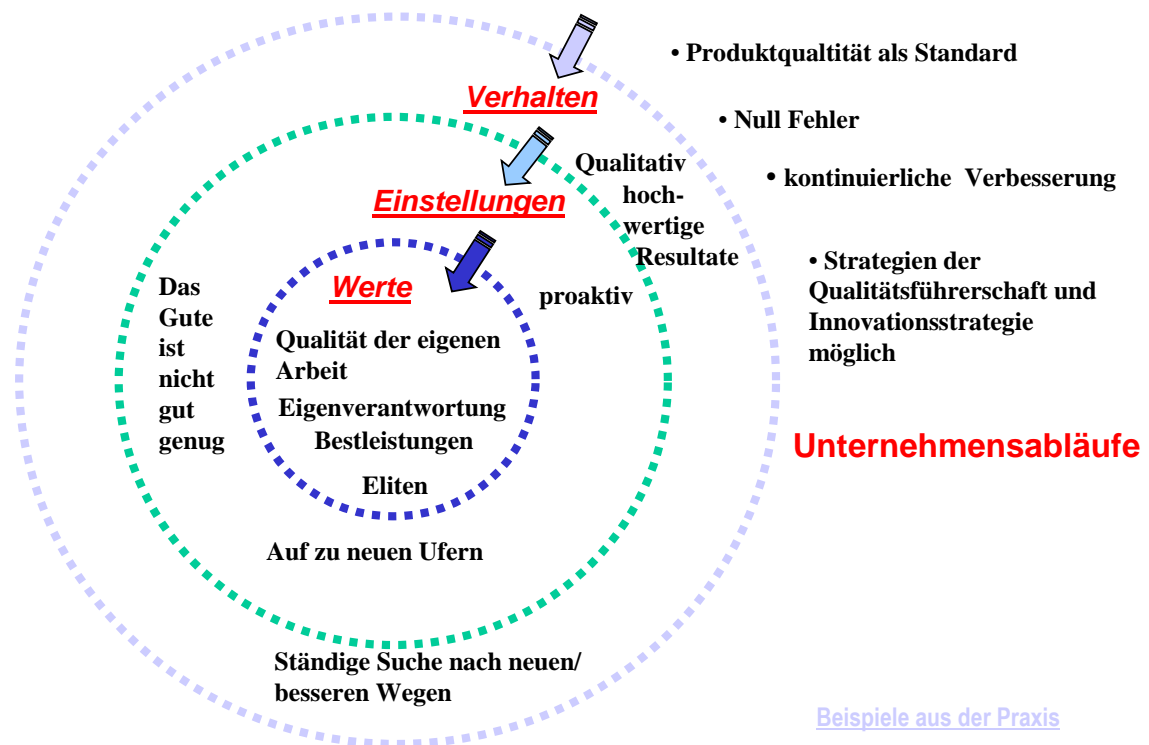 • Produktqualtität als Standard
Verhalten
• Null Fehler
Qualitativ
hoch-
wertige
Resultate
• kontinuierliche Verbesserung
Einstellungen
• Strategien der
Qualitätsführerschaft und
Innovationsstrategie
möglich
Werte
proaktiv
Das
Gute
ist
nicht
gut
genug
Qualität der eigenen
Arbeit
Eigenverantwortung
Bestleistungen
Eliten
Unternehmensabläufe
Auf zu neuen Ufern
Ständige Suche nach neuen/
besseren Wegen
Beispiele aus der Praxis